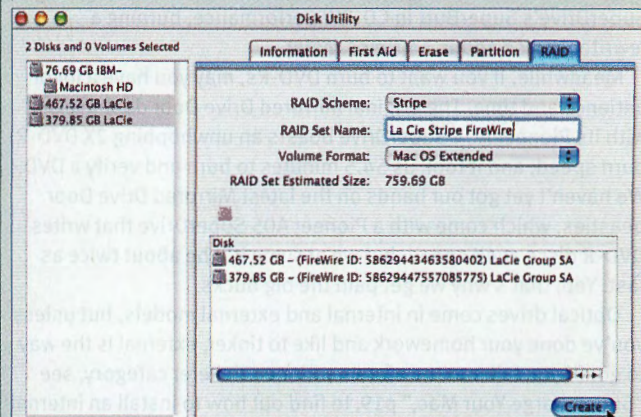 Disk Utility
2 Disks and 0 Volumes Selected
76.69 GB IBM-
Macintosh HD
467.52 GB LaCie
379.85 GB LaCie
Information
First Aid
Erase
Partition
RAID
RAID Scheme: Stripe
RAID Set Name: La Cie Stripe FireWire
Volume Format: Mac OS Extended
RAID Set Estimated Size: 759.69 GB
Disk
467.52 GB - (FireWire ID: 58629443463580402) LaCie Group SA
379.85 GB - (FireWire ID: 58629447557085775) LaCie Group SA
Create